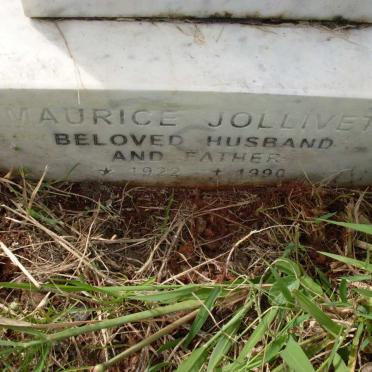 MAURICE JOLLIVET
BELOVED HUSBAND
AND FATHER
★ 1922 ✝ 1990